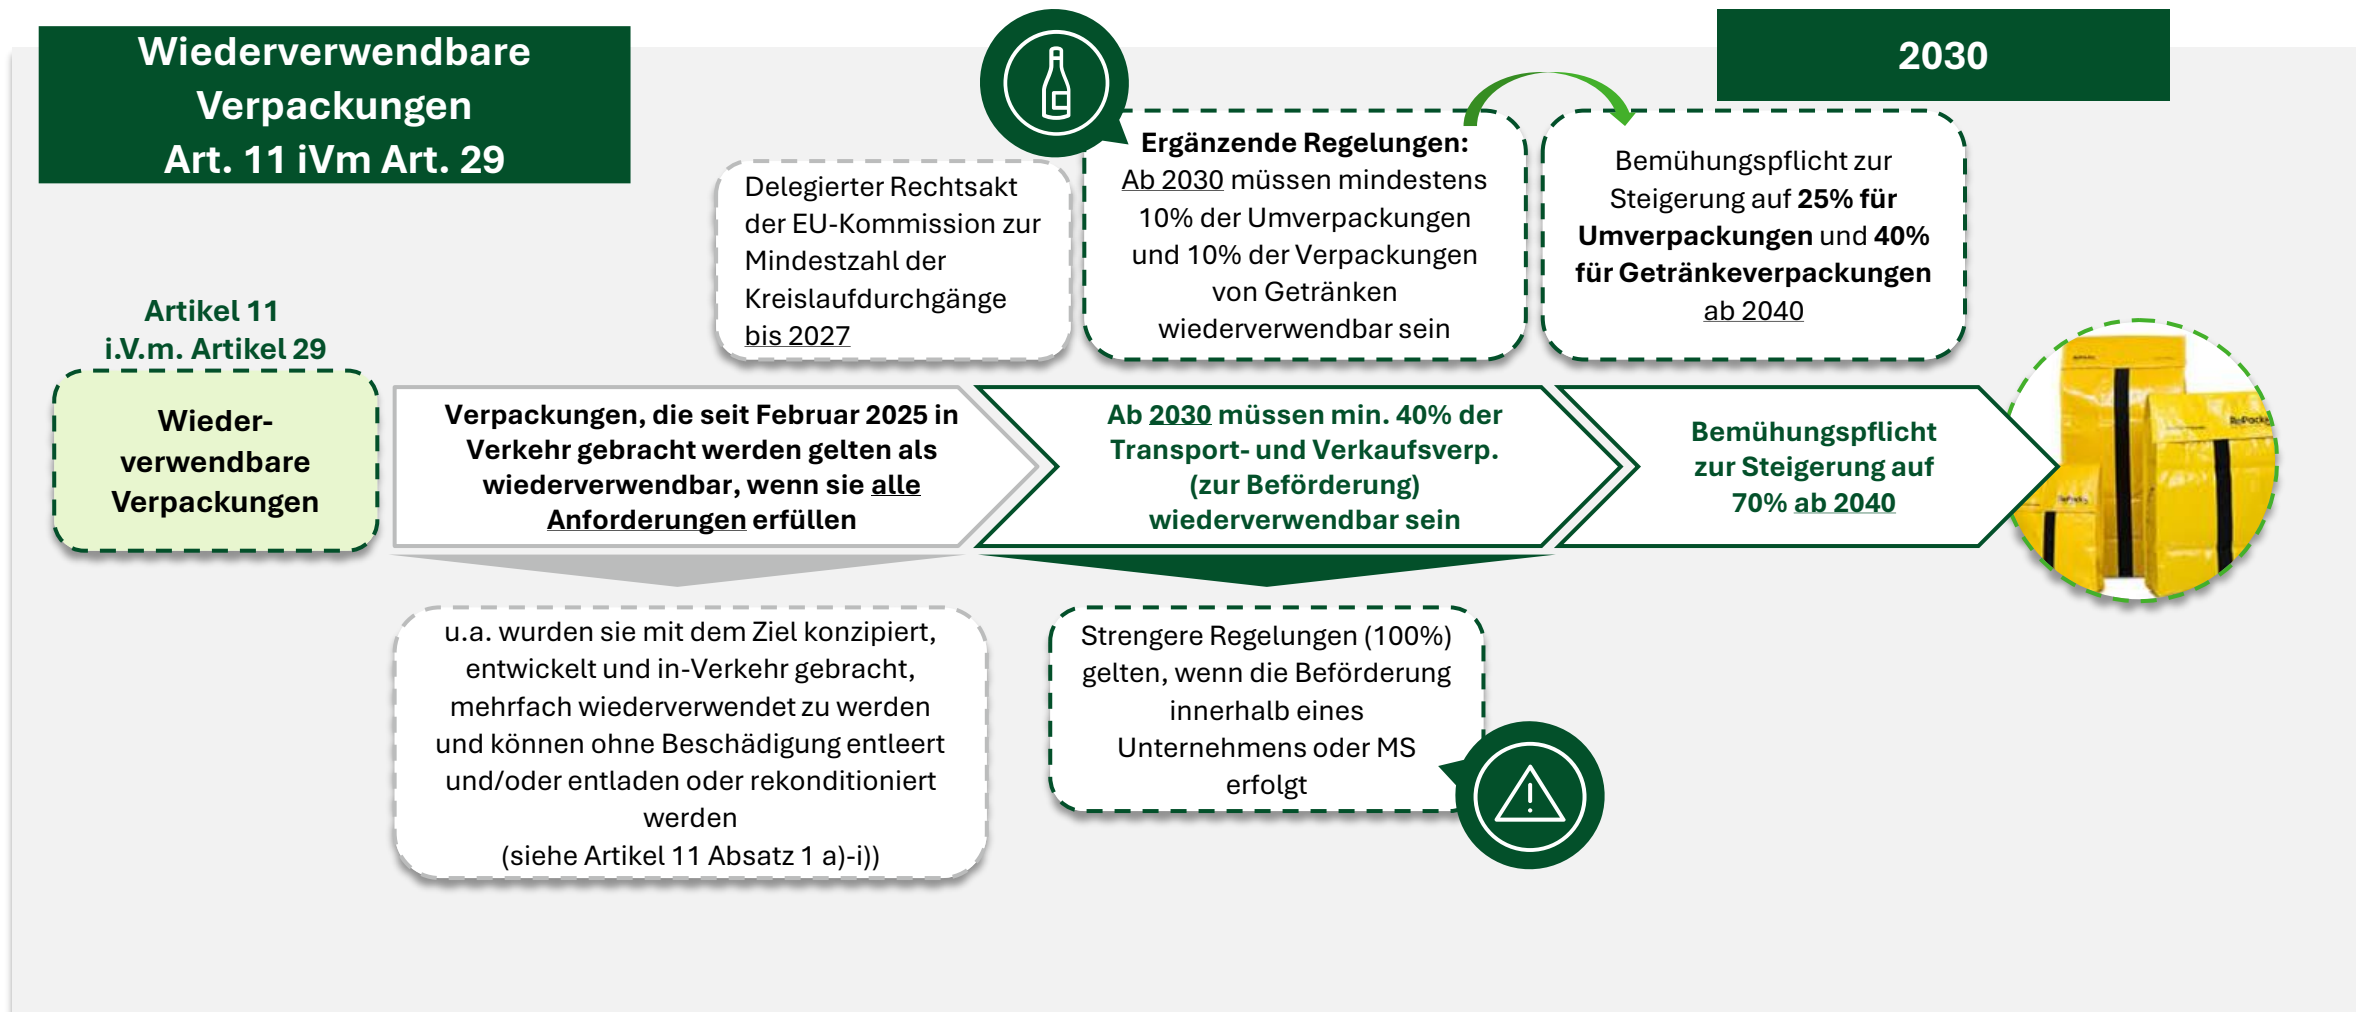 Wiederverwendbare
Verpackungen
Art. 11 iVm Art. 29
2030
Delegierter Rechtsakt
der EU-Kommission zur
Mindestzahl der
Kreislaufdurchgänge
bis 2027
Ergänzende Regelungen:
Ab 2030 müssen mindestens
10% der Umverpackungen
und 10% der Verpackungen
von Getränken
wiederverwendbar sein
Bemühungspflicht zur
Steigerung auf 25% für
Umverpackungen und 40%
für Getränkeverpackungen
ab 2040
Artikel 11
i.V.m. Artikel 29
Wieder-
verwendbare
Verpackungen
Verpackungen, die seit Februar 2025 in
Verkehr gebracht werden gelten als
wiederverwendbar, wenn sie alle
Anforderungen erfüllen
Ab 2030 müssen min. 40% der
Transport- und Verkaufsverp.
(zur Beförderung)
wiederverwendbar sein
Bemühungspflicht
zur Steigerung auf
70% ab 2040
RePack
u.a. wurden sie mit dem Ziel konzipiert,
entwickelt und in-Verkehr gebracht,
mehrfach wiederverwendet zu werden
und können ohne Beschädigung entleert
und/oder entladen oder rekonditioniert
werden
(siehe Artikel 11 Absatz 1 a)-i))
Strengere Regelungen (100%)
gelten, wenn die Beförderung
innerhalb eines
Unternehmens oder MS
erfolgt